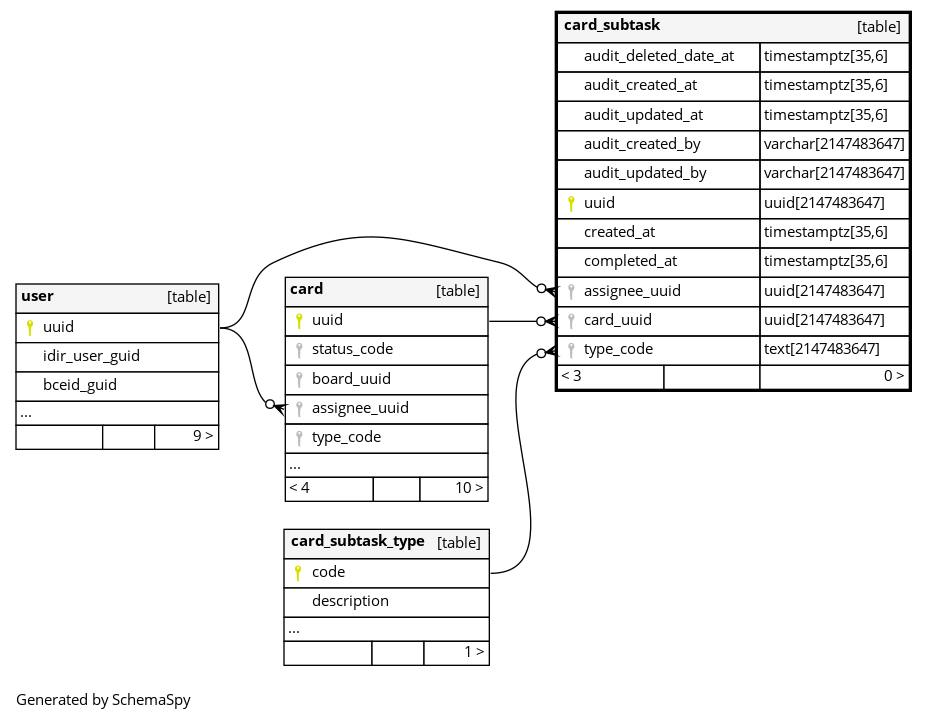 card_subtask [table]
audit_deleted_date_at timestamptz[35,6]
audit_created_at timestamptz[35,6]
audit_updated_at timestamptz[35,6]
audit_created_by varchar[2147483647]
audit_updated_by varchar[2147483647]
uuid uuid[2147483647]
created_at timestamptz[35,6]
completed_at timestamptz[35,6]
assignee_uuid uuid[2147483647]
card_uuid uuid[2147483647]
type_code text[2147483647]
< 3 0 >
user [table]
uuid
idir_user_guid
bceid_guid
...
9 >
card [table]
uuid
status_code
board_uuid
assignee_uuid
type_code
...
< 4 10 >
card_subtask_type [table]
code
description
...
1 >
Generated by SchemaSpy